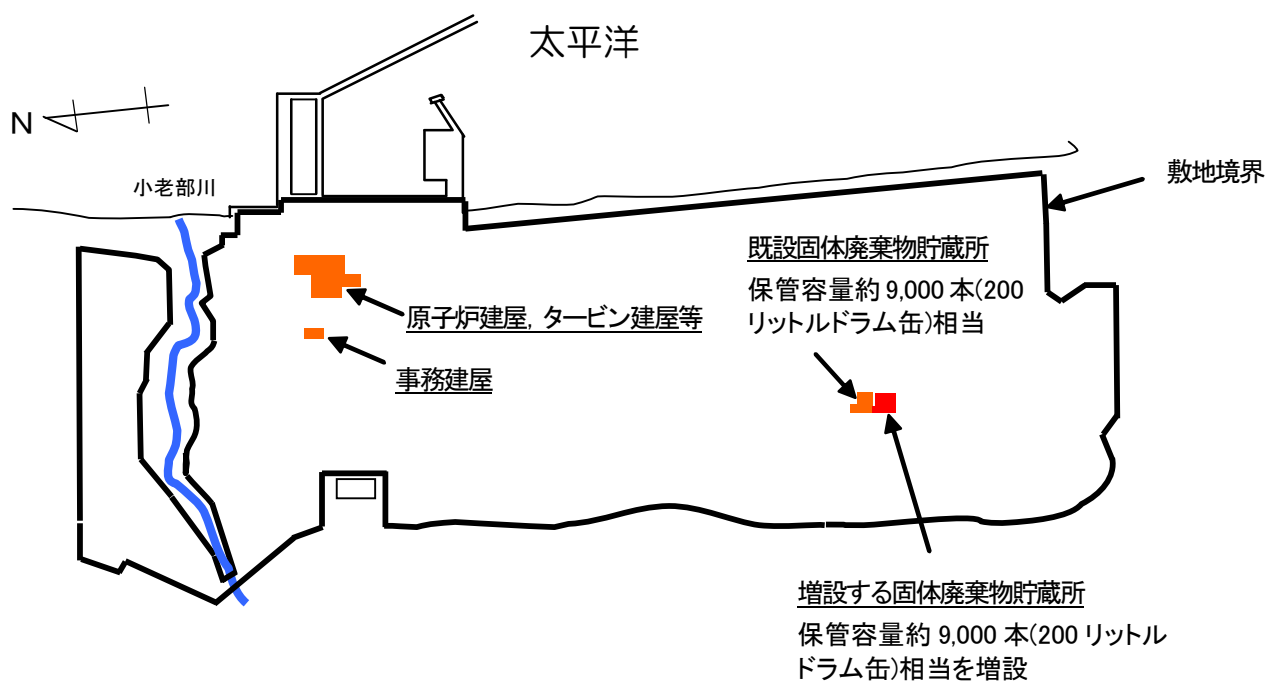 太平洋
N
小老部川
敷地境界
既設固体廃棄物貯蔵所
保管容量約 9,000 本(200
リットルドラム缶)相当
原子炉建屋, タービン建屋等
事務建屋
増設する固体廃棄物貯蔵所
保管容量約 9,000 本(200 リットル
ドラム缶)相当を増設